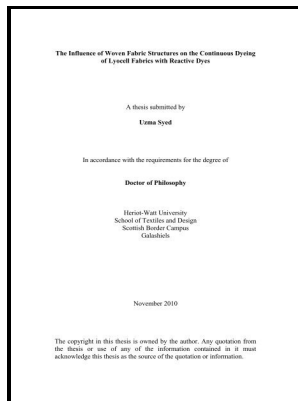 The Influence of Woven Fabric Structures on the Continuous Dyeing
of Lyocell Fabrics with Reactive Dyes
A thesis submitted by
Uzma Syed
In accordance with the requirements for the degree of
Doctor of Philosophy
Heriot-Watt University
School of Textiles and Design
Scottish Border Campus
Galashiels
November 2010
The copyright in this thesis is owned by the author. Any quotation from
the thesis or use of any of the information contained in it must
acknowledge this thesis as the source of the quotation or information.